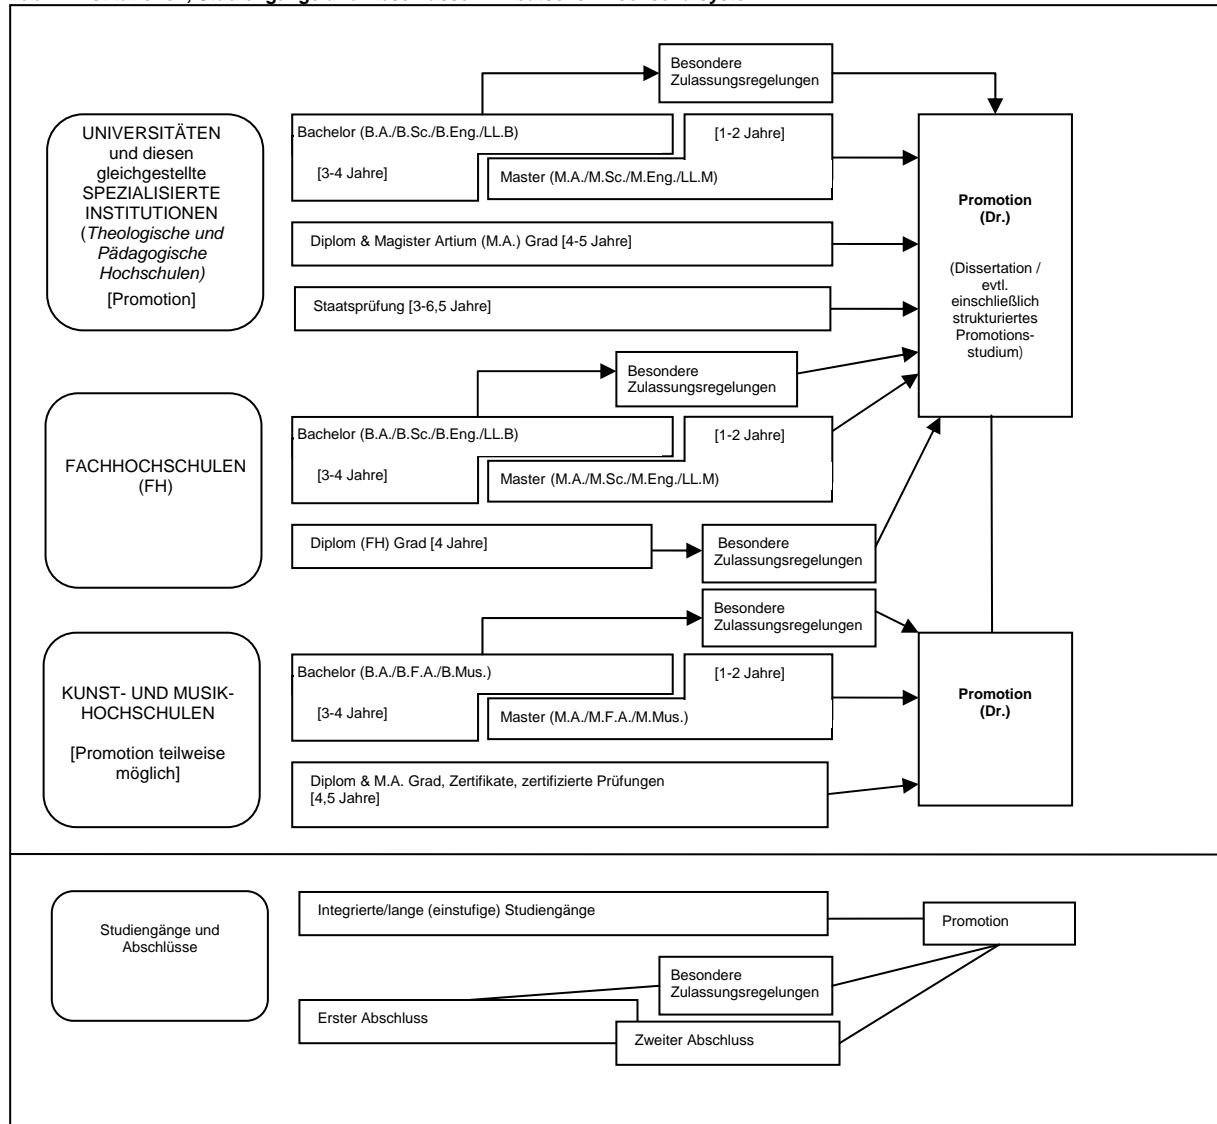 Besondere
Zulassungsregelungen
UNIVERSITÄTEN
und diesen
gleichgestellte
SPEZIALISIERTE
INSTITUTIONEN
(Theologische und
Pädagogische
Hochschulen)
[Promotion]
Bachelor (B.A./B.Sc./B.Eng./LL.B)
[1-2 Jahre]
[3-4 Jahre]
Master (M.A./M.Sc./M.Eng./LL.M)
Diplom & Magister Artium (M.A.) Grad [4-5 Jahre]
Staatsprüfung [3-6,5 Jahre]
Promotion
(Dr.)
(Dissertation /
evtl.
einschließlich
strukturiertes
Promotions-
studium)
FACHHOCHSCHULEN
(FH)
Besondere
Zulassungsregelungen
Bachelor (B.A./B.Sc./B.Eng./LL.B)
[1-2 Jahre]
[3-4 Jahre]
Master (M.A./M.Sc./M.Eng./LL.M)
Diplom (FH) Grad [4 Jahre]
Besondere
Zulassungsregelungen
KUNST- UND MUSIK-
HOCHSCHULEN
[Promotion teilweise
möglich]
Besondere
Zulassungsregelungen
Bachelor (B.A./B.F.A./B.Mus.)
[1-2 Jahre]
[3-4 Jahre]
Master (M.A./M.F.A./M.Mus.)
Diplom & M.A. Grad, Zertifikate, zertifizierte Prüfungen
[4,5 Jahre]
Promotion
(Dr.)
Studiengänge und
Abschlüsse
Integrierte/lange (einstufige) Studiengänge
Promotion
Besondere
Zulassungsregelungen
Erster Abschluss
Zweiter Abschluss